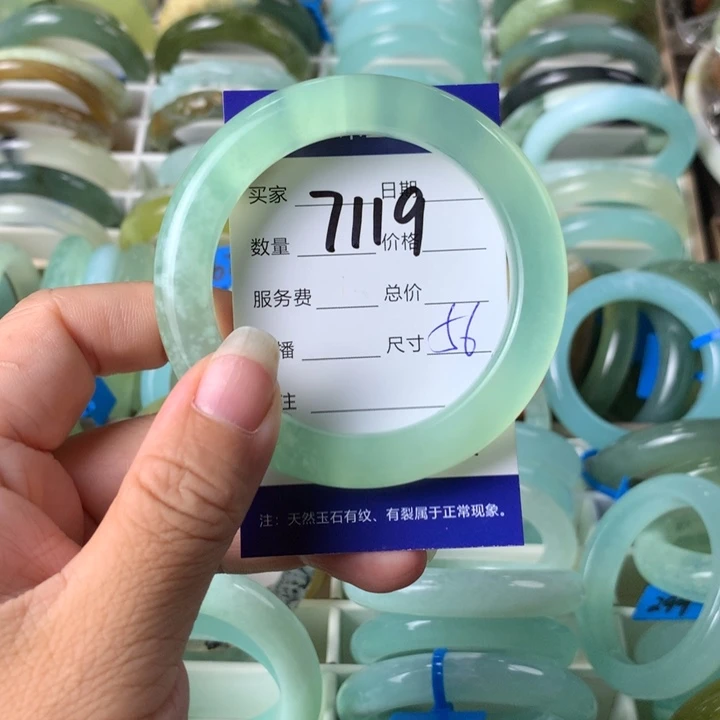 买家 日期
7119
数量 价格
服务费 总价
播 尺寸 56
注
注：天然玉石有纹、有裂属于正常现象。
299